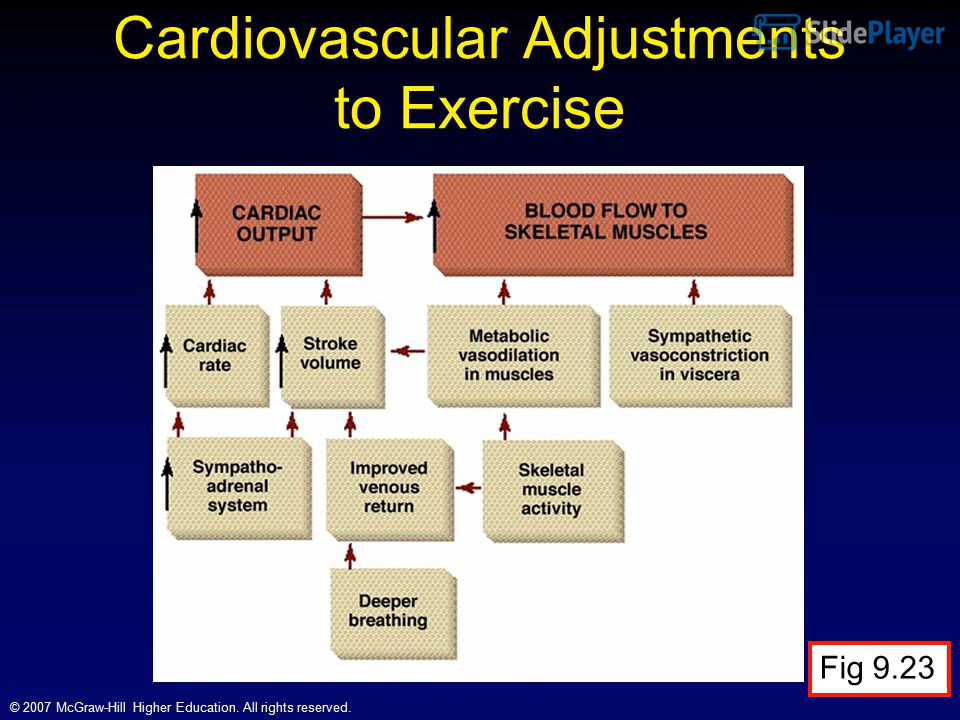 Cardiovascular Adjustments
to Exercise
SlidePlayer
CARDIAC
OUTPUT
BLOOD FLOW TO
SKELETAL MUSCLES
Cardiac
rate
Stroke
volume
Metabolic
vasodilation
in muscles
Sympathetic
vasoconstriction
in viscera
Sympatho-
adrenal
system
Improved
venous
return
Skeletal
muscle
activity
Deeper
breathing
Fig 9.23
© 2007 McGraw-Hill Higher Education. All rights reserved.